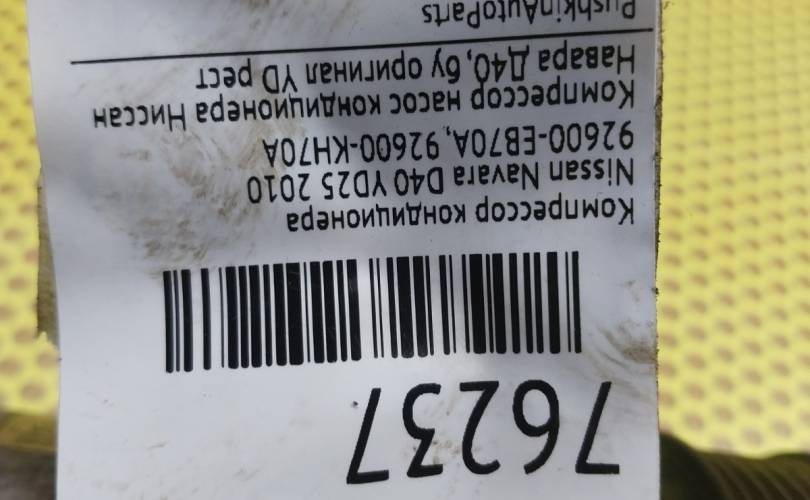 76237
Компрессор кондиционера
Nissan Navara D40 YD25 2010
92600-EB70A, 92600-KH70A
Компрессор насос кондиционера Ниссан
Навара Д40, бу оригинал YD рест
PushkinAutoParts